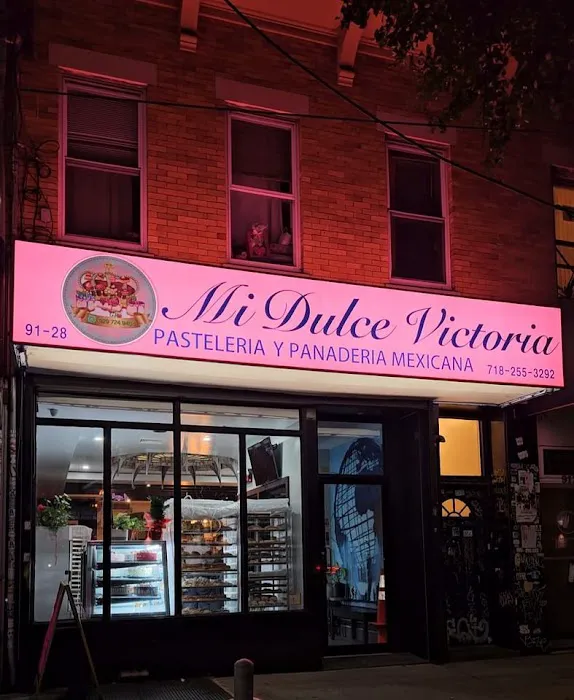 Mi Dulce Victoria
91-28
PASTELERIA Y PANADERIA MEXICANA
718-255-3292